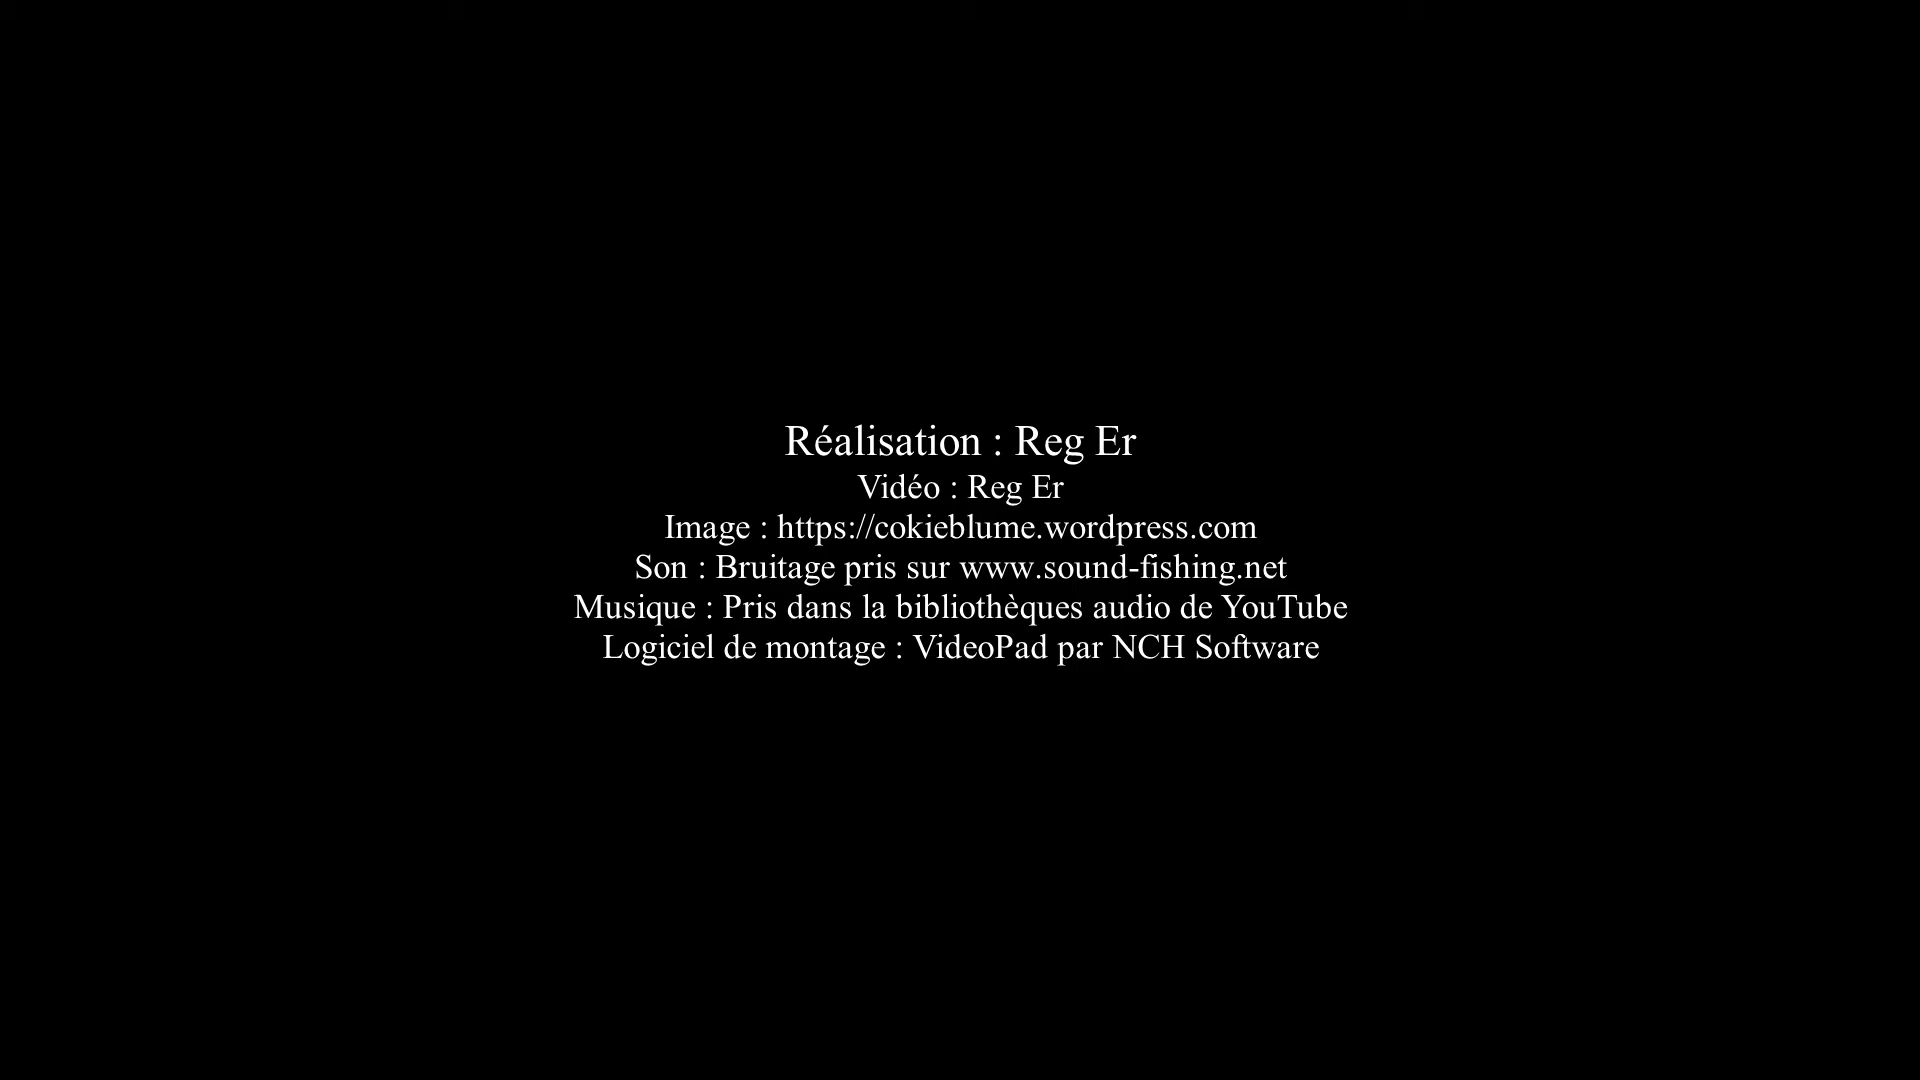 Réalisation : Reg Er
Vidéo : Reg Er
Image : https://cokieblume.wordpress.com
Son : Bruitage pris sur www.sound-fishing.net
Musique : Pris dans la bibliothèques audio de YouTube
Logiciel de montage : VideoPad par NCH Software